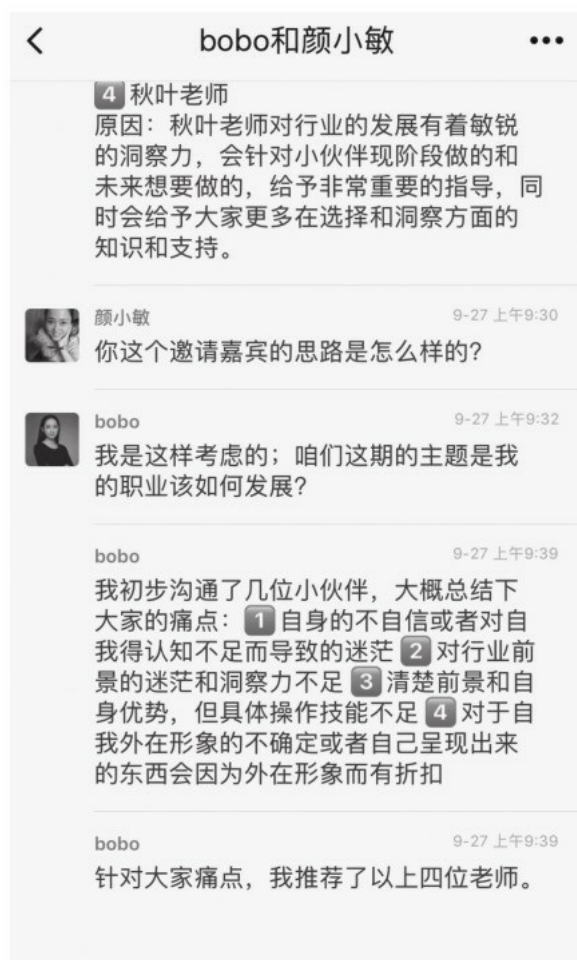 bobo和颜小敏
4 秋叶老师
原因：秋叶老师对行业的发展有着敏锐
的洞察力，会针对小伙伴现阶段做的和
未来想要做的，给予非常重要的指导，同
时会给予大家更多在选择和洞察方面的
知识和支持。
颜小敏 9-27 上午9:30
你这个邀请嘉宾的思路是怎么样的？
bobo 9-27 上午9:32
我是这样考虑的；咱们这期的主题是我
的职业该如何发展？
bobo 9-27 上午9:39
我初步沟通了几位小伙伴，大概总结下
大家的痛点：1 自身的不自信或者对自
我得认知不足而导致的迷茫 2 对行业前
景的迷茫和洞察力不足 3 清楚前景和自
身优势，但具体操作技能不足 4 对于自
我外在形象的不确定或者自己呈现出来
的东西会因为外在形象而有折扣
bobo 9-27 上午9:39
针对大家痛点，我推荐了以上四位老师。